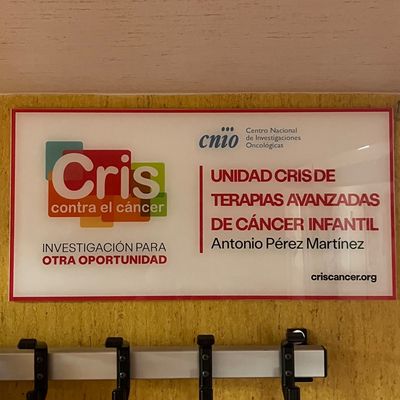 Cris
contra el cáncer
INVESTIGACIÓN PARA
OTRA OPORTUNIDAD
cnio
Centro Nacional
de Investigaciones
Oncológicas
UNIDAD CRIS DE
TERAPIAS AVANZADAS
DE CÁNCER INFANTIL
Antonio Pérez Martínez
criscancer.org